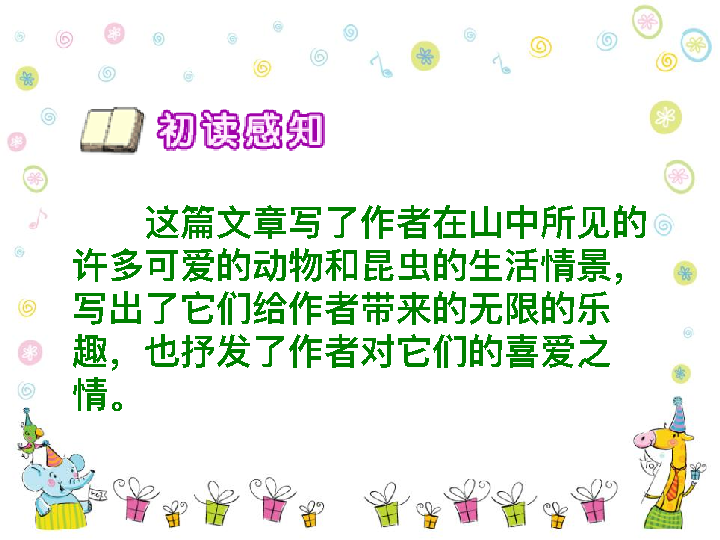 初读感知
这篇文章写了作者在山中所见的
许多可爱的动物和昆虫的生活情景，
写出了它们给作者带来的无限的乐
趣，也抒发了作者对它们的喜爱之
情。